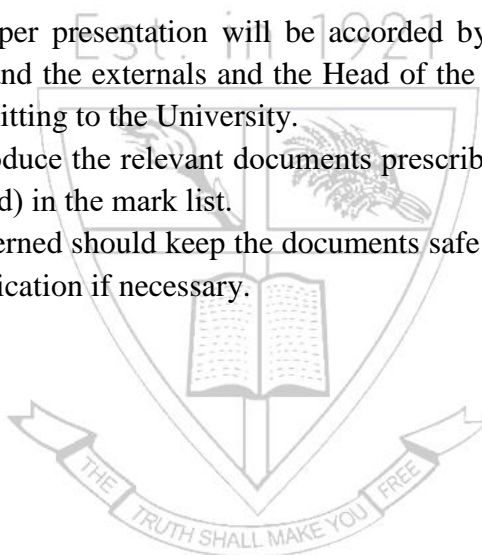 Est. in 1921
per presentation will be accorded by
and the externals and the Head of the
itting to the University.
duce the relevant documents prescrib
d) in the mark list.
erned should keep the documents safe
ication if necessary.
THE TRUTH SHALL MAKE YOU FREE